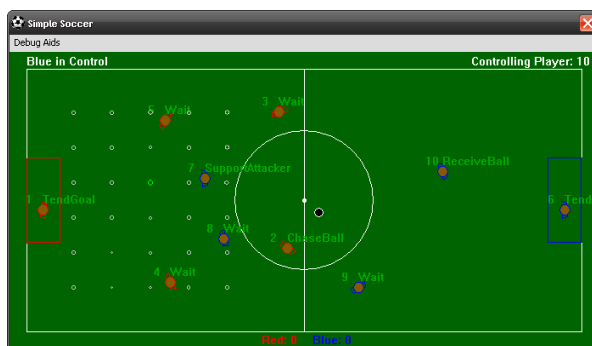 Simple Soccer
Debug Aids
Blue in Control
Controlling Player: 10
5 Wait
3 Wait
7 SupportAttacker
10 ReceiveBall
1 TendGoal
6 Tend
8 Wait
2 ChaseBall
4 Wait
9 Wait
Red: 0 Blue: 0